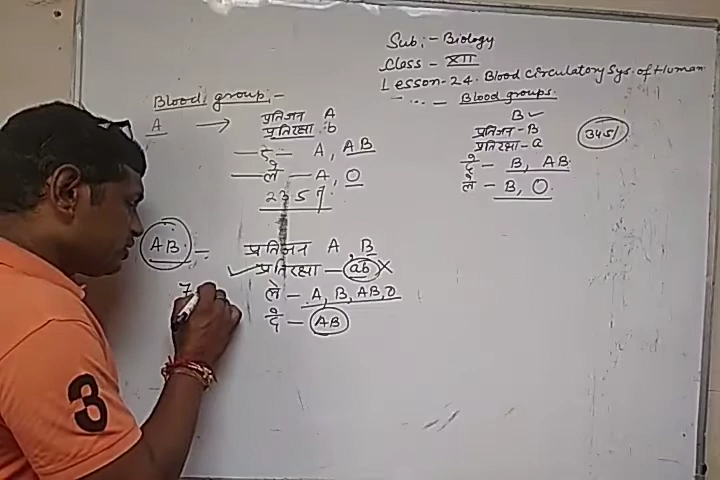 Sub:- Biology
Class - XII
Lesson-24. Blood Circulatory Sys. of Human
" ... - Blood groups.
Blood group:-
A → प्रतिजन A
प्रतिरक्षा b
— दे - A, AB
— ले - A, O
23 5 7
B ✓
प्रतिजन - B
प्रतिरक्षा - a
दे - B, AB
ले - B, O
AB - प्रतिजन A, B
✓ प्रतिरक्षा - ab X
ले - A, B, AB, O
दे - AB
7
3